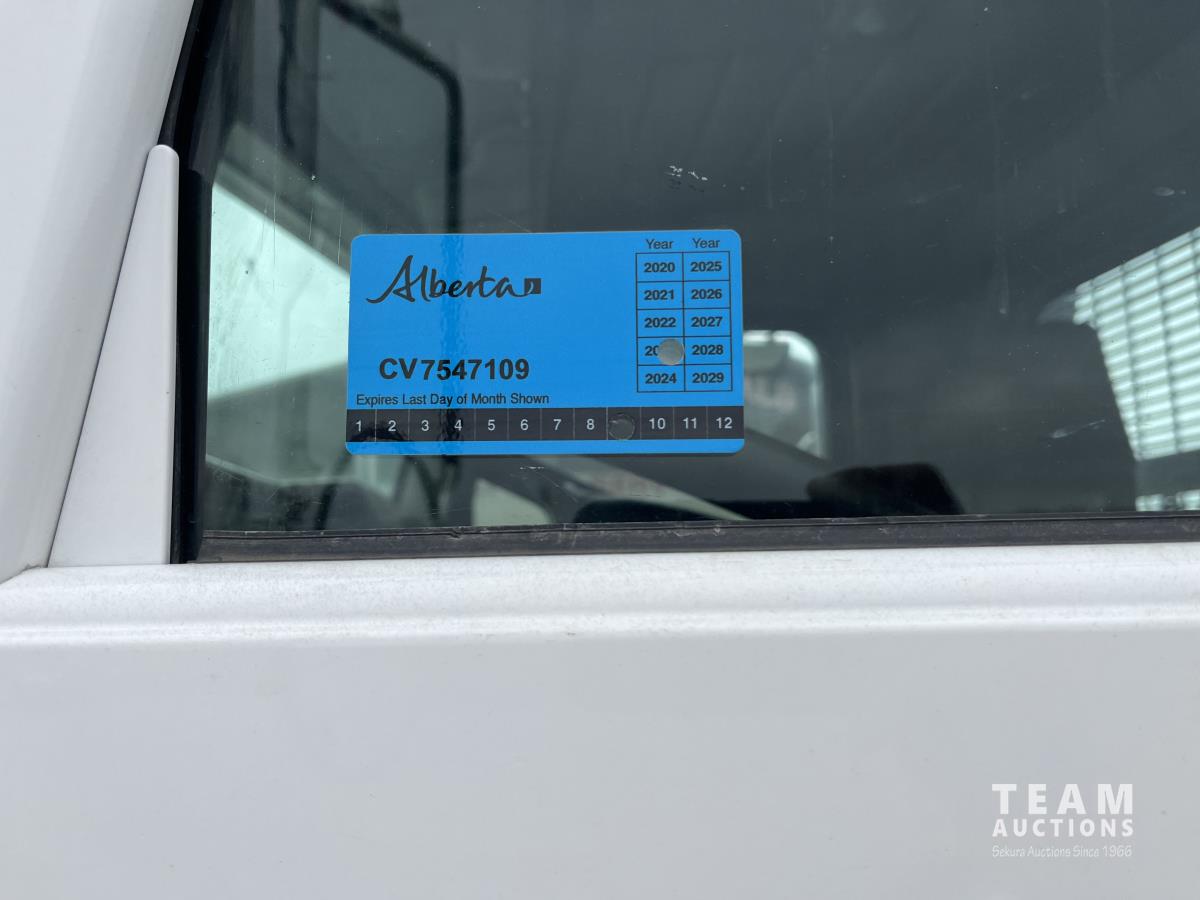 Alberta
Year Year
2020 2025
2021 2026
2022 2027
20 2028
2024 2029
CV7547109
Expires Last Day of Month Shown
1 2 3 4 5 6 7 8 10 11 12
TEAM
AUCTIONS
Sekura Auctions Since 1966